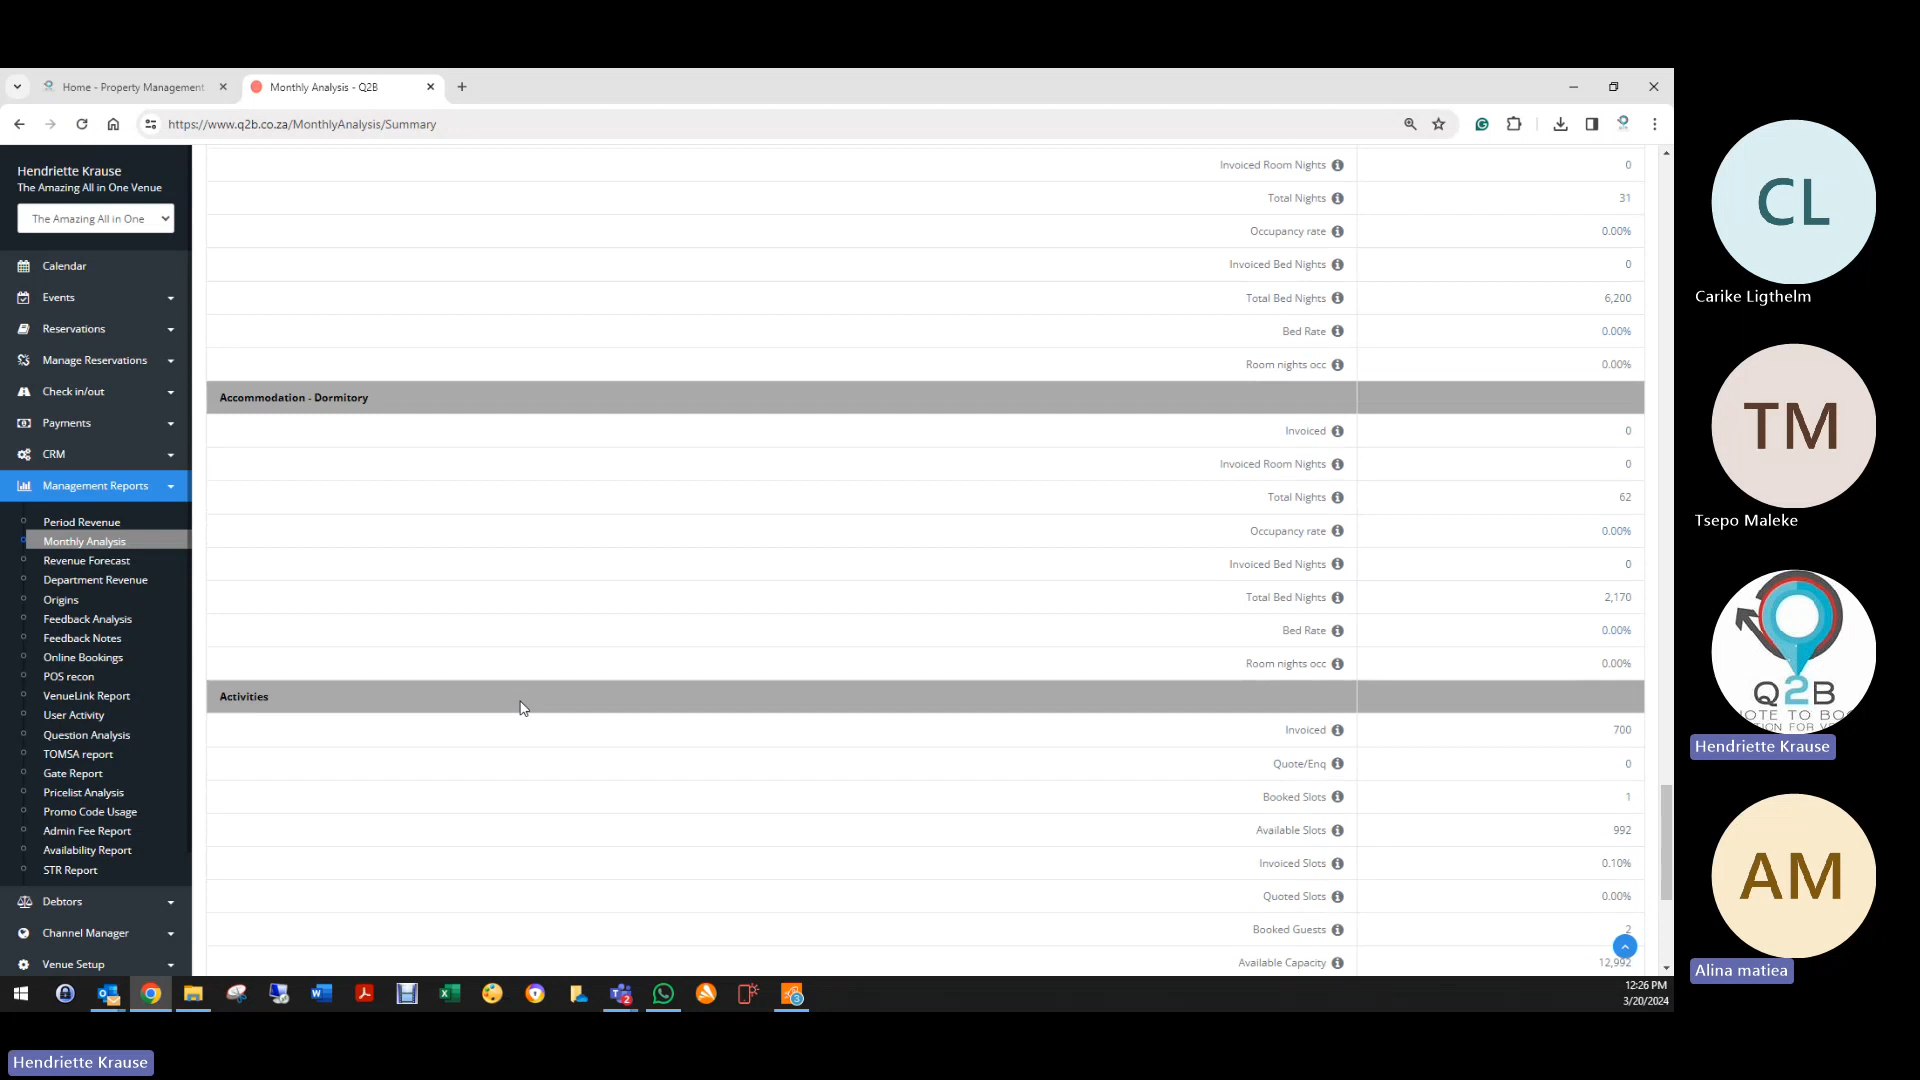 Home - Property Management
Monthly Analysis - Q2B
https://www.q2b.co.za/MonthlyAnalysis/Summary
Hendriette Krause
The Amazing All in One Venue
The Amazing All in One
Calendar
Events
Reservations
Manage Reservations
Check in/out
Payments
CRM
Management Reports
Period Revenue
Monthly Analysis
Revenue Forecast
Department Revenue
Origins
Feedback Analysis
Feedback Notes
Online Bookings
POS recon
VenueLink Report
User Activity
Question Analysis
TOMSA report
Gate Report
Pricelist Analysis
Promo Code Usage
Admin Fee Report
Availability Report
STR Report
Debtors
Channel Manager
Venue Setup
Invoiced Room Nights 0
Total Nights 31
Occupancy rate 0.00%
Invoiced Bed Nights 0
Total Bed Nights 6,200
Bed Rate 0.00%
Room nights occ 0.00%
Accommodation - Dormitory
Invoiced 0
Invoiced Room Nights 0
Total Nights 62
Occupancy rate 0.00%
Invoiced Bed Nights 0
Total Bed Nights 2,170
Bed Rate 0.00%
Room nights occ 0.00%
Activities
Invoiced 700
Quote/Enq 0
Booked Slots 1
Available Slots 992
Invoiced Slots 0.10%
Quoted Slots 0.00%
Booked Guests 2
Available Capacity 12,992
12:26 PM
3/20/2024
CL
Carike Ligthelm
TM
Tsepo Maleke
Q2B
OTE TO BO
TION FOR V
Hendriette Krause
AM
Alina matiea
Hendriette Krause